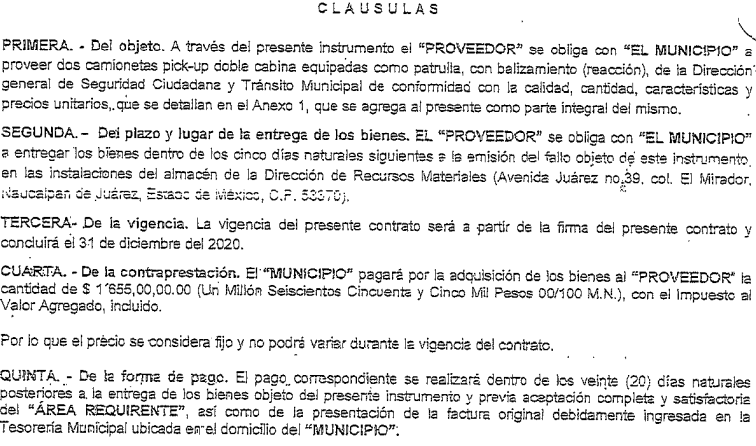 CLAUSULAS
PRIMERA. - Del objeto. A través del presente instrumento el "PROVEEDOR" se obliga con "EL MUNICIPIO" a
proveer dos camionetas pick-up doble cabina equipadas como patrulla, con balizamiento (reacción), de la Dirección
general de Seguridad Ciudadana y Tránsito Municipal de conformidad con la calidad, cantidad, características y
precios unitarios, que se detallan en el Anexo 1, que se agrega al presente como parte integral del mismo.
SEGUNDA. - Del plazo y lugar de la entrega de los bienes. EL "PROVEEDOR" se obliga con "EL MUNICIPIO"
a entregar los bienes dentro de los cinco días naturales siguientes a la emisión del fallo objeto de este instrumento,
en las instalaciones del almacén de la Dirección de Recursos Materiales (Avenida Juárez no.39, col. El Mirador,
Naucalpan de Juárez, Estado de México, C.P. 53370).
TERCERA- De la vigencia. La vigencia del presente contrato será a partir de la firma del presente contrato y
concluirá el 31 de diciembre del 2020.
CUARTA. - De la contraprestación. El "MUNICIPIO" pagará por la adquisición de los bienes al "PROVEEDOR" la
cantidad de $ 1´655,00,00.00 (Un Millón Seiscientos Cincuenta y Cinco Mil Pesos 00/100 M.N.), con el Impuesto al
Valor Agregado, incluido.
Por lo que el precio se considera fijo y no podrá variar durante la vigencia del contrato.
QUINTA. - De la forma de pago. El pago correspondiente se realizará dentro de los veinte (20) días naturales
posteriores a la entrega de los bienes objeto del presente instrumento y previa aceptación completa y satisfactoria
del "ÁREA REQUIRENTE", así como de la presentación de la factura original debidamente ingresada en la
Tesorería Municipal ubicada en el domicilio del "MUNICIPIO".